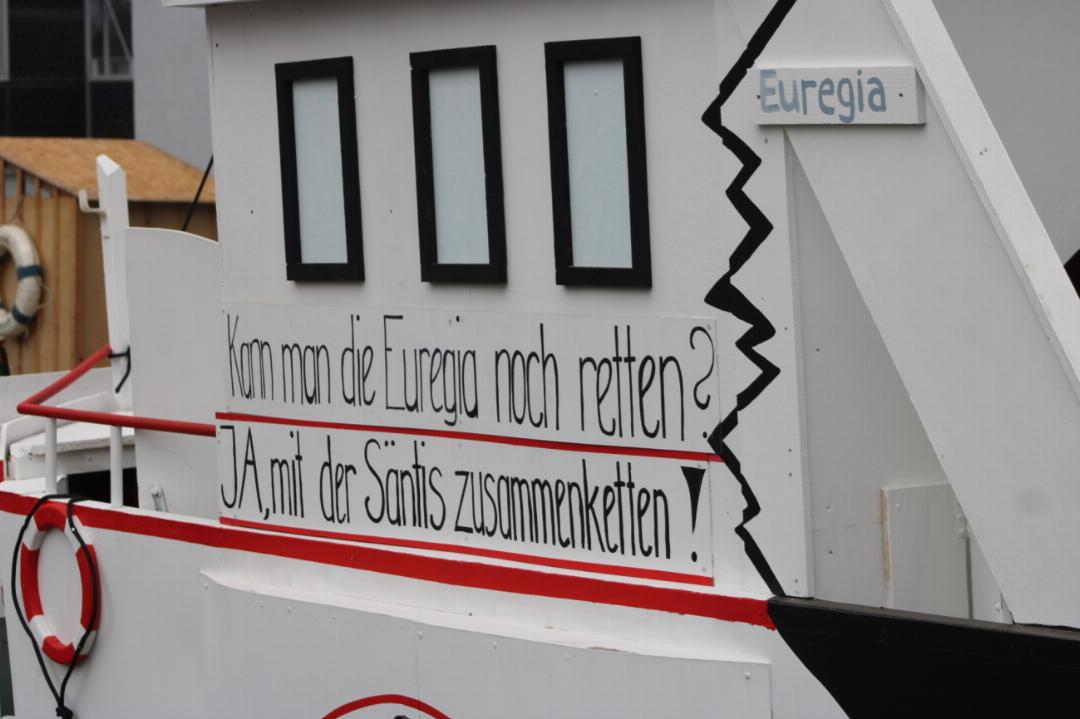 Euregia
Kann man die Euregia noch retten?
JA, mit der Säntis zusammenketten!